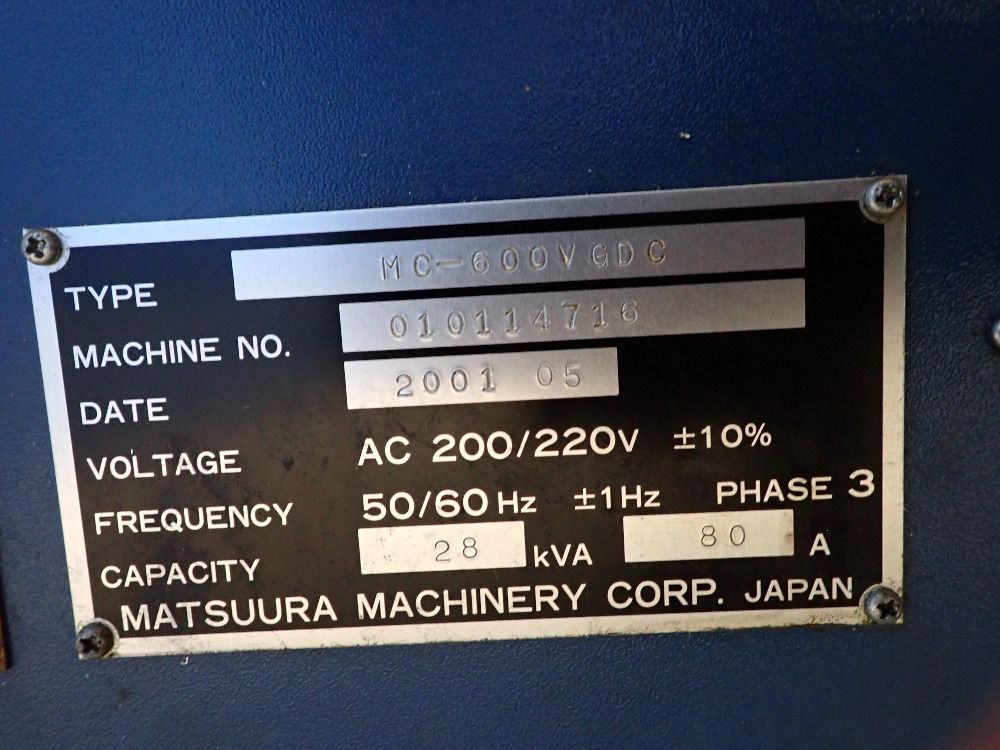 TYPE MC-600VGDC
MACHINE NO. 010114716
DATE 2001 05
VOLTAGE AC 200/220V ±10%
FREQUENCY 50/60Hz ±1Hz PHASE 3
CAPACITY 28 kVA 80 A
MATSUURA MACHINERY CORP. JAPAN